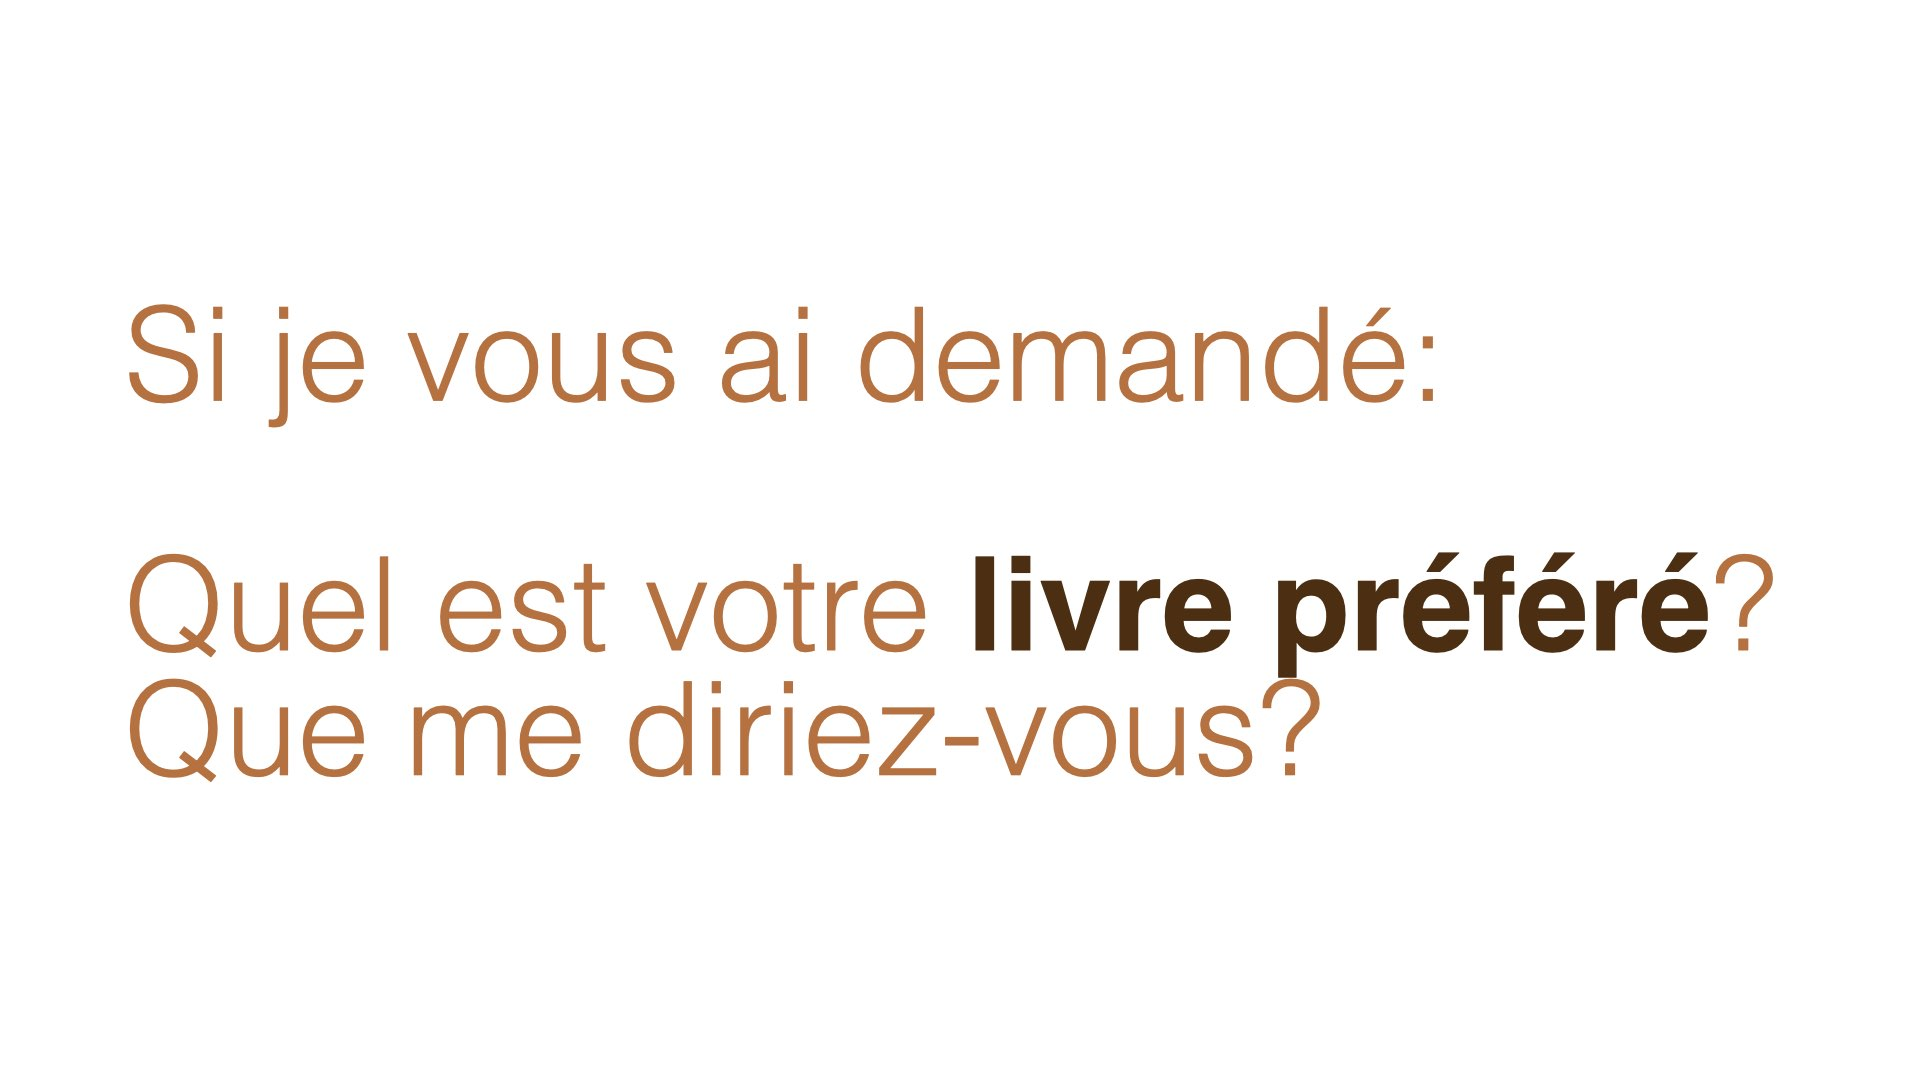 Si je vous ai demandé:
Quel est votre livre préféré?
Que me diriez-vous?